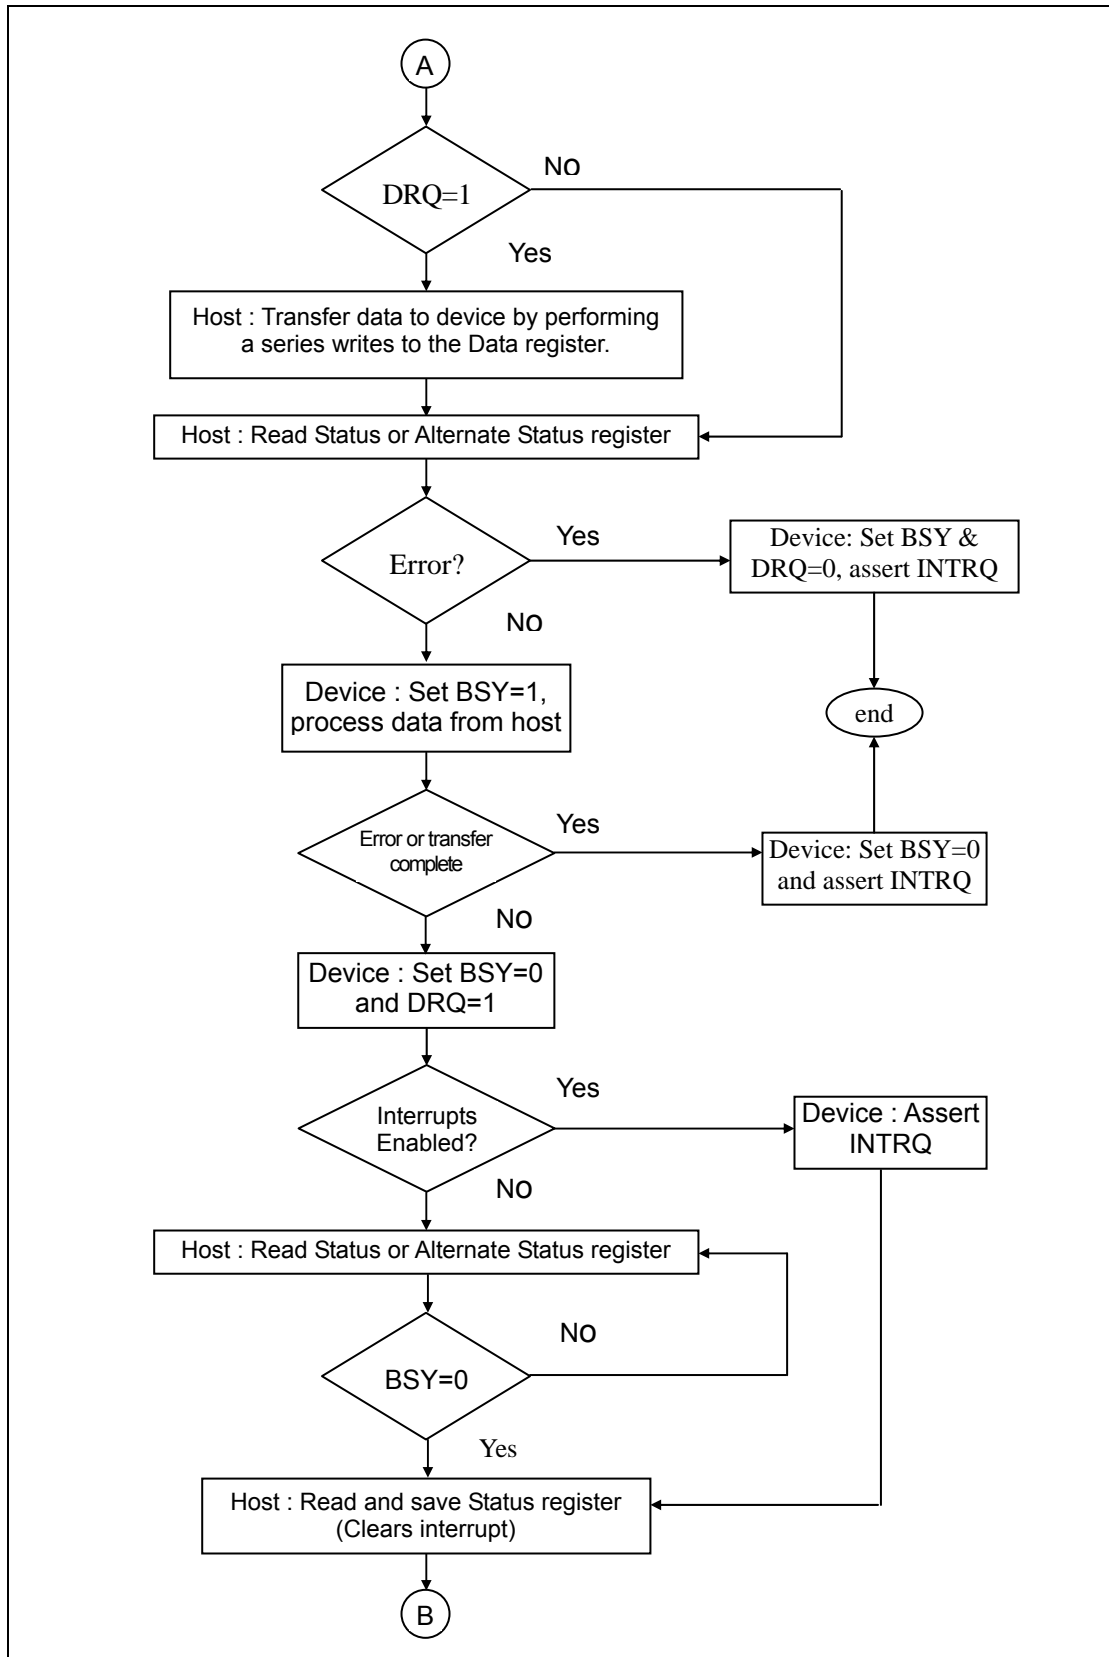 A
No
DRQ=1
Yes
Host : Transfer data to device by performing
a series writes to the Data register.
Host : Read Status or Alternate Status register
Yes
Device: Set BSY &
DRQ=0, assert INTRQ
Error?
No
Device : Set BSY=1,
process data from host
end
Yes
Error or transfer
complete
Device: Set BSY=0
and assert INTRQ
No
Device : Set BSY=0
and DRQ=1
Yes
Interrupts
Enabled?
Device : Assert
INTRQ
No
Host : Read Status or Alternate Status register
No
BSY=0
Yes
Host : Read and save Status register
(Clears interrupt)
B